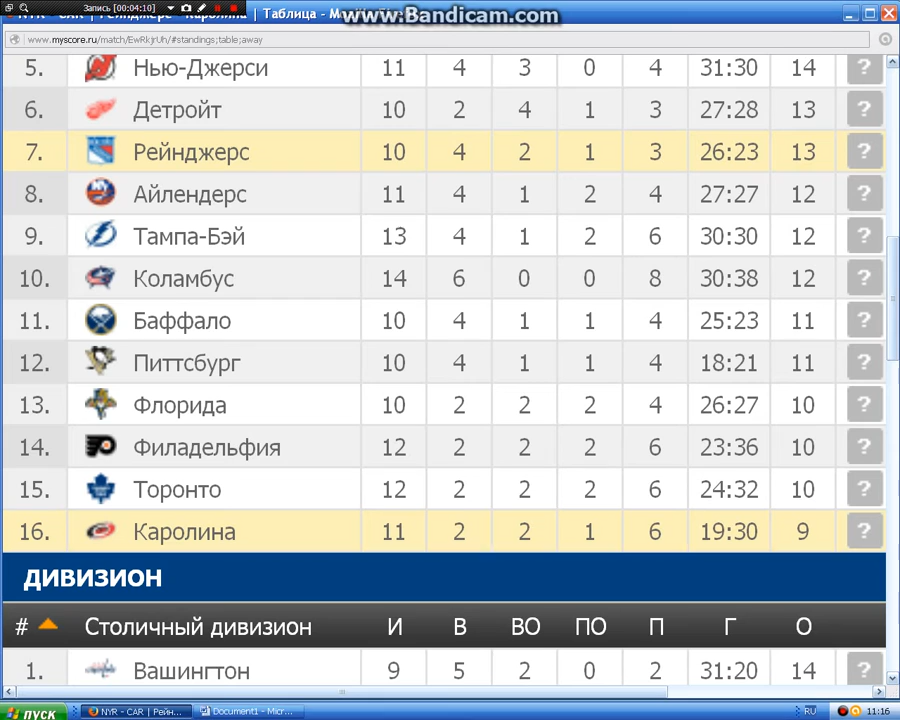 Запись [00:04:10]
www.Bandicam.com
| Таблица -
www.myscore.ru/match/EwRkjrUh/#standings;table;away
5. Нью-Джерси 11 4 3 0 4 31:30 14 ?
6. Детройт 10 2 4 1 3 27:28 13 ?
7. Рейнджерс 10 4 2 1 3 26:23 13 ?
8. Айлендерс 11 4 1 2 4 27:27 12 ?
9. Тампа-Бэй 13 4 1 2 6 30:30 12 ?
10. Коламбус 14 6 0 0 8 30:38 12 ?
11. Баффало 10 4 1 1 4 25:23 11 ?
12. Питтсбург 10 4 1 1 4 18:21 11 ?
13. Флорида 10 2 2 2 4 26:27 10 ?
14. Филадельфия 12 2 2 2 6 23:36 10 ?
15. Торонто 12 2 2 2 6 24:32 10 ?
16. Каролина 11 2 2 1 6 19:30 9 ?
ДИВИЗИОН
# Столичный дивизион И В ВО ПО П Г О
1. Вашингтон 9 5 2 0 2 31:20 14 ?
пуск NYR - CAR | Рейн... Document1 - Microsof... RU 11:16